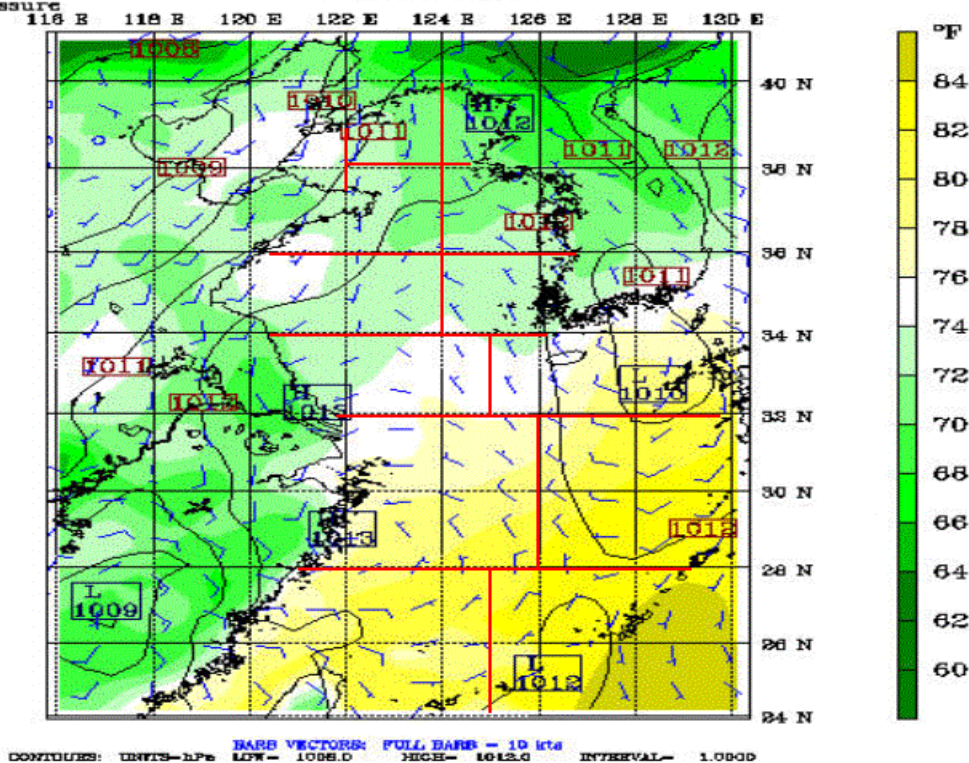 ssure
116 E 118 E 120 E 122 E 124 E 126 E 128 E 130 E
°F
1008
84
40 N
1010
H
1012
82
1011
1011
1012
1009
38 N
80
1012
78
36 N
1011
76
34 N
74
1011
L
1010
72
1012
H
1013
32 N
70
68
30 N
66
1012
1013
28 N
64
L
1009
62
26 N
L
1012
60
24 N
BARB VECTORS: FULL BARB = 10 kts
CONTOURS: UNITS=hPa LOW= 1008.0 HIGH= 1012.0 INTERVAL= 1.0000